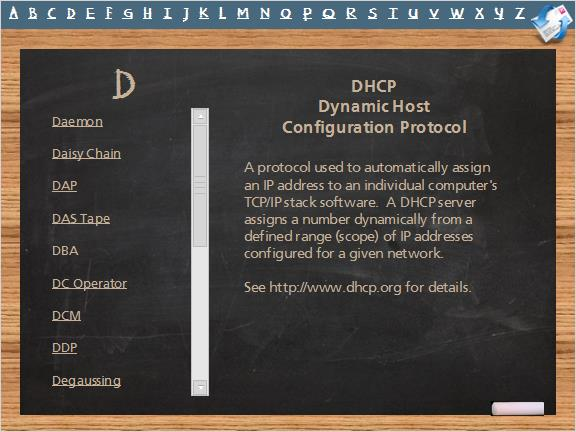 A B C D E F G H I J K L M N O P Q R S T U V W X Y Z
D
Daemon
Daisy Chain
DAP
DAS Tape
DBA
DC Operator
DCM
DDP
Degaussing
DHCP
Dynamic Host
Configuration Protocol
A protocol used to automatically assign
an IP address to an individual computer's
TCP/IP stack software. A DHCP server
assigns a number dynamically from a
defined range (scope) of IP addresses
configured for a given network.
See http://www.dhcp.org for details.